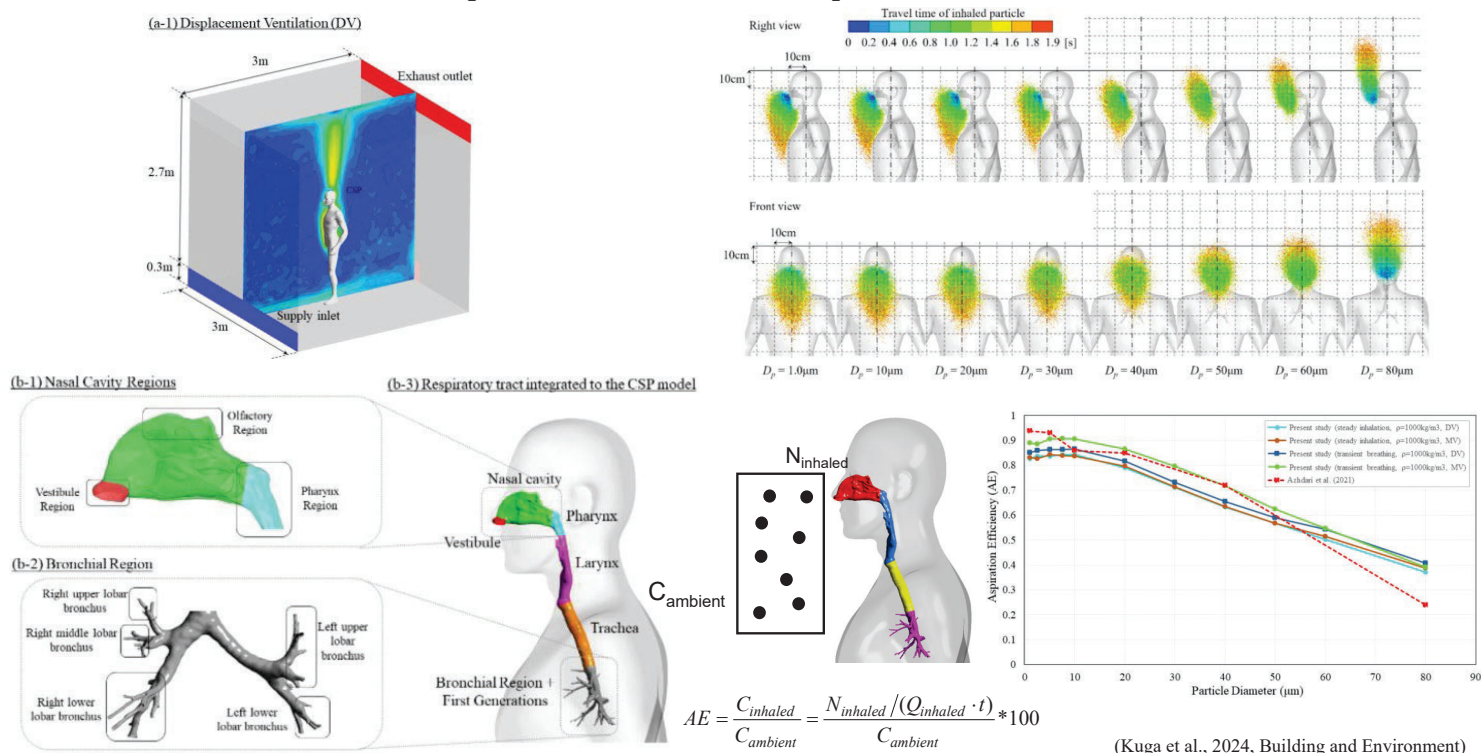 (a-1) Displacement Ventilation (DV)
3m
Exhaust outlet
2.7m
CSP
0.3m
Supply inlet
3m
Right view
Travel time of inhaled particle
0 0.2 0.4 0.6 0.8 1.0 1.2 1.4 1.6 1.8 1.9 [s]
10cm
10cm
Front view
10cm
10cm
Dp = 1.0μm Dp = 10μm Dp = 20μm Dp = 30μm Dp = 40μm Dp = 50μm Dp = 60μm Dp = 80μm
(b-1) Nasal Cavity Regions
Olfactory
Region
Vestibule
Region
Pharynx
Region
(b-2) Bronchial Region
Right upper lobar
bronchus
Right middle lobar
bronchus
Right lower
lobar bronchus
Left upper
lobar
bronchus
Left lower
lobar bronchus
(b-3) Respiratory tract integrated to the CSP model
Nasal cavity
Pharynx
Vestibule
Larynx
Trachea
Bronchial Region +
First Generations
N inhaled
C ambient
AE = C inhaled / C ambient = N inhaled /(Q inhaled · t) / C ambient *100
1
0.9
0.8
0.7
0.6
0.5
0.4
0.3
0.2
0.1
0
Aspiration Efficiency (AE)
Present study (steady inhalation, ρ=1000kg/m3, DV)
Present study (steady inhalation, ρ=1000kg/m3, MV)
Present study (transient breathing, ρ=1000kg/m3, DV)
Present study (transient breathing, ρ=1000kg/m3, MV)
Azhdari et al. (2021)
0 10 20 30 40 50 60 70 80 90
Particle Diameter (μm)
(Kuga et al., 2024, Building and Environment)